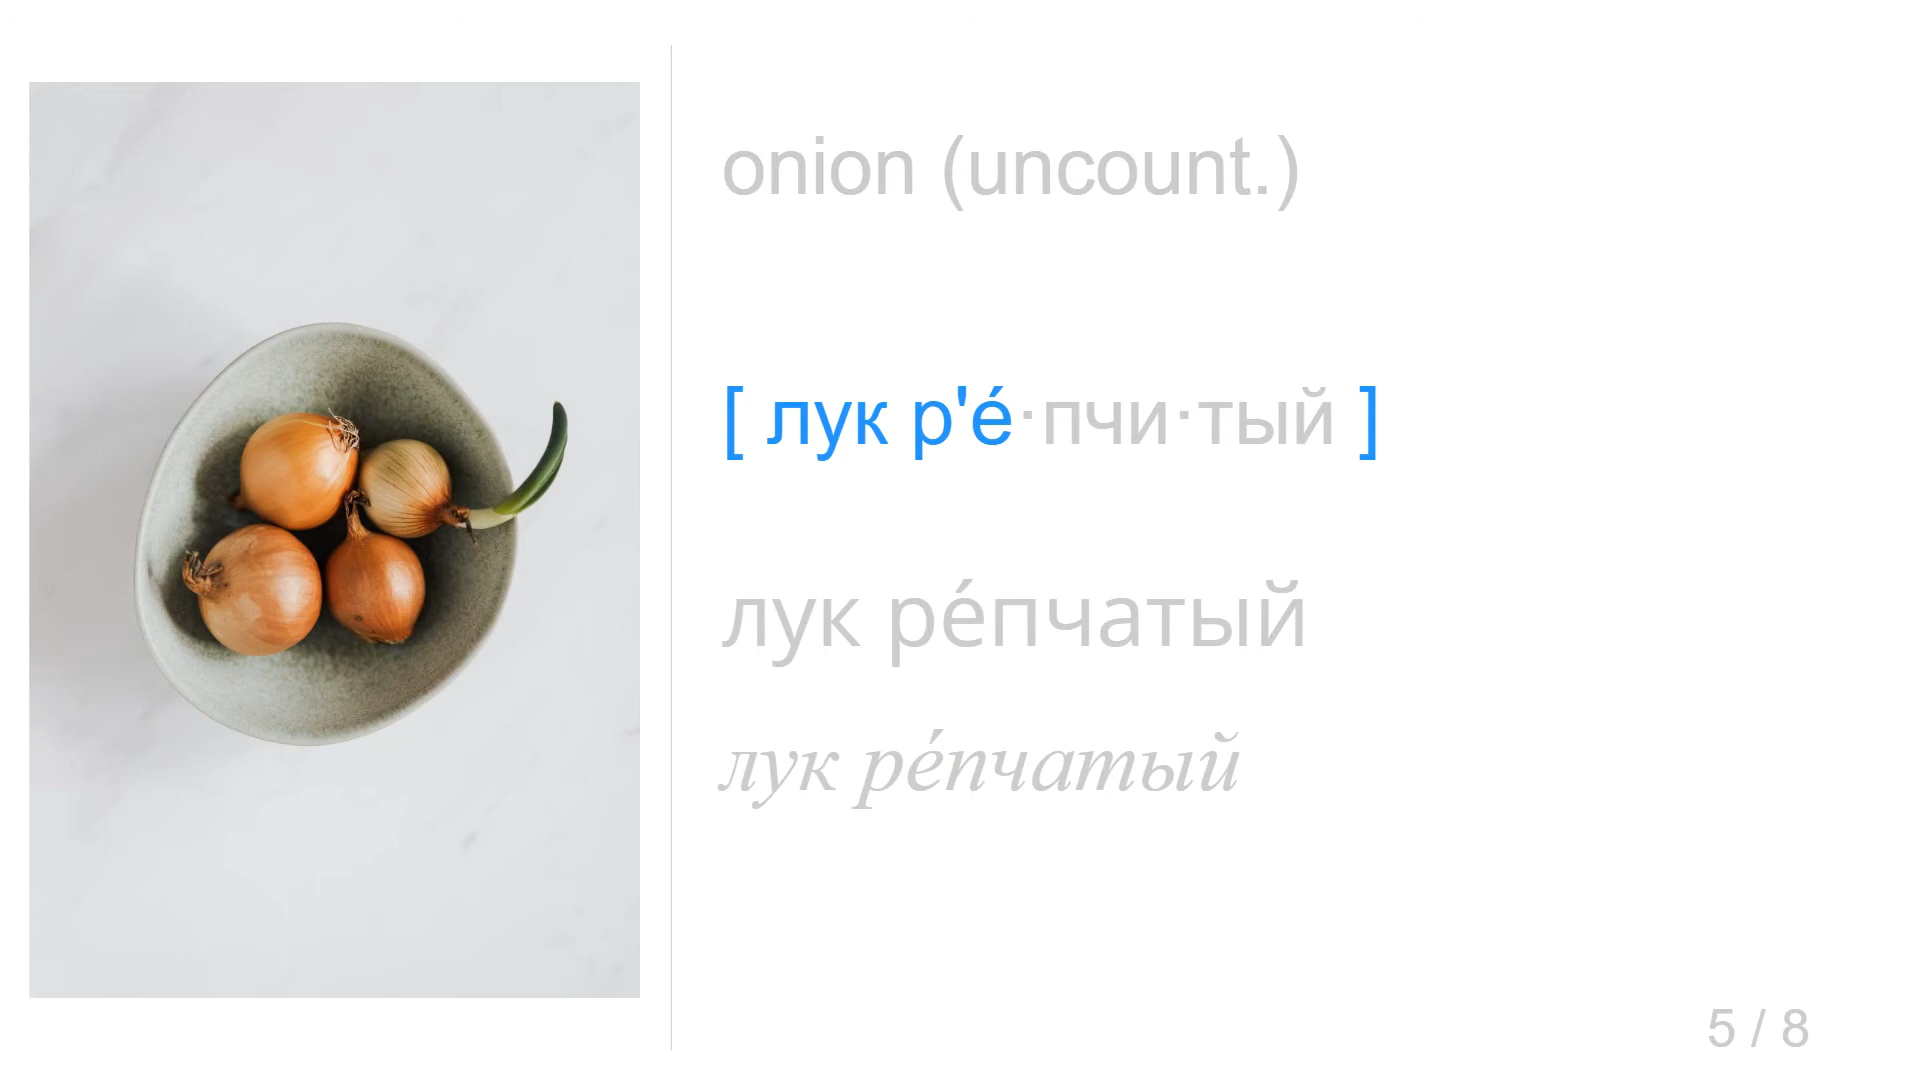 onion (uncount.)
[ лук р'é·пчи·тый ]
лук рéпчатый
лук рéпчатый
5 / 8